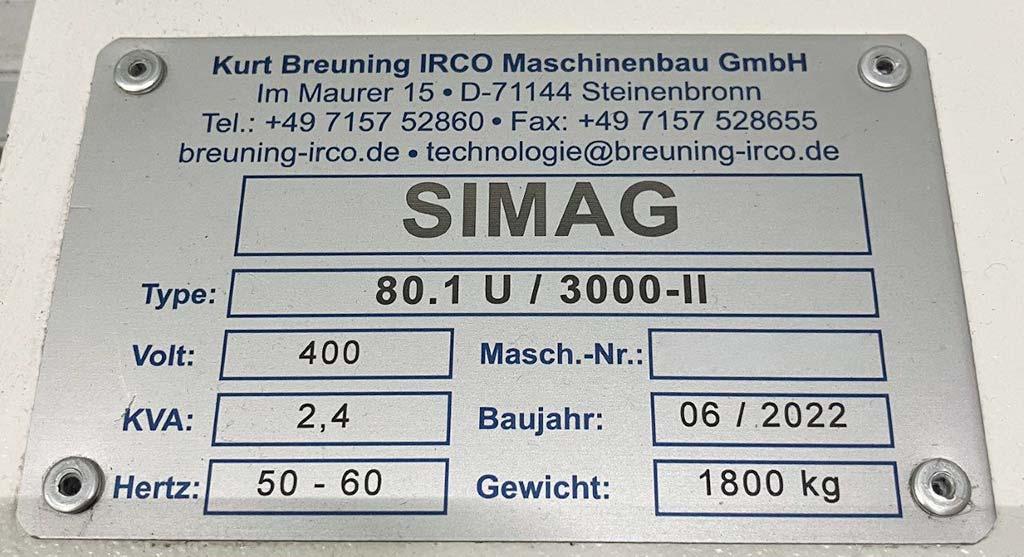 Kurt Breuning IRCO Maschinenbau GmbH
Im Maurer 15 • D-71144 Steinenbronn
Tel.: +49 7157 52860 • Fax: +49 7157 528655
breuning-irco.de • technologie@breuning-irco.de
SIMAG
Type: 80.1 U / 3000-II
Volt: 400 Masch.-Nr.:
KVA: 2,4 Baujahr: 06 / 2022
Hertz: 50 - 60 Gewicht: 1800 kg